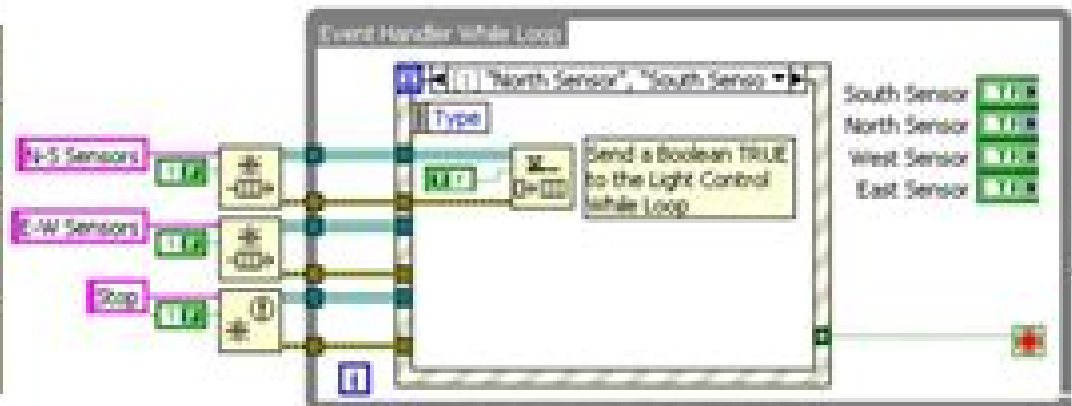 Event Handler While Loop
[1] "North Sensor", "South Senso
Type
N-S Sensors
E-W Sensors
Stop
Send a Boolean TRUE
to the Light Control
While Loop
South Sensor
North Sensor
West Sensor
East Sensor
i